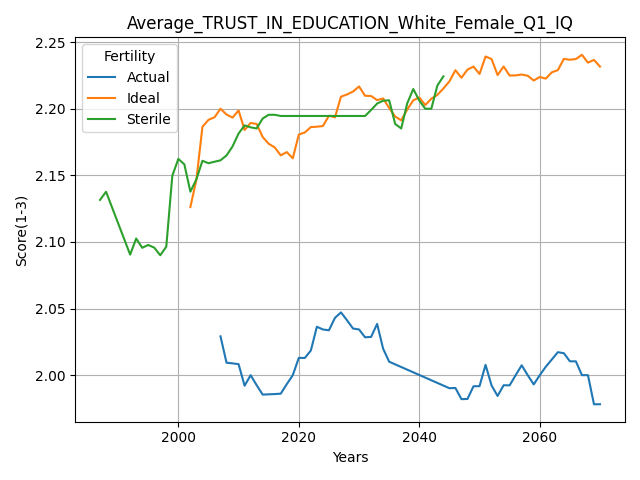 Average_TRUST_IN_EDUCATION_White_Female_Q1_IQ
Fertility
Actual
Ideal
Sterile
Score(1-3)
2.25
2.20
2.15
2.10
2.05
2.00
2000
2020
2040
2060
Years